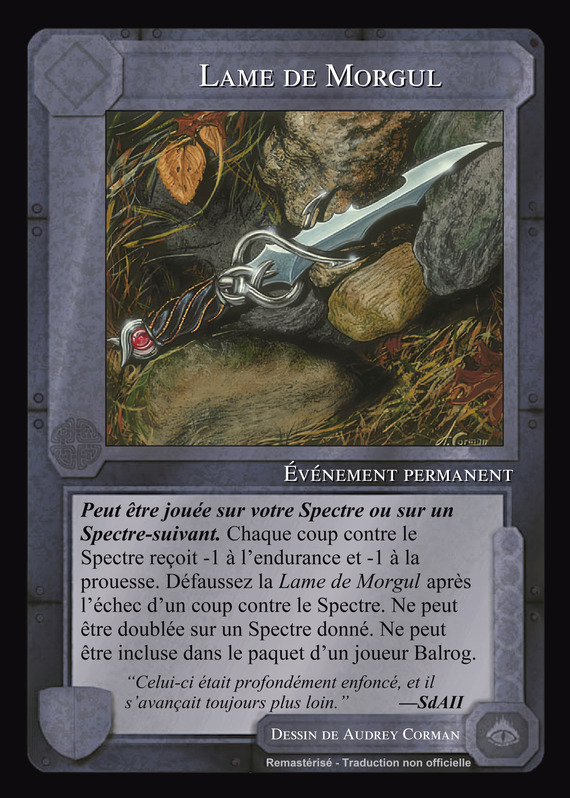 LAME DE MORGUL
A. Corman
ÉVÉNEMENT PERMANENT
Peut être jouée sur votre Spectre ou sur un
Spectre-suivant. Chaque coup contre le
Spectre reçoit -1 à l’endurance et -1 à la
prouesse. Défaussez la Lame de Morgul après
l’échec d’un coup contre le Spectre. Ne peut
être doublée sur un Spectre donné. Ne peut
être incluse dans le paquet d’un joueur Balrog.
“Celui-ci était profondément enfoncé, et il
s’avançait toujours plus loin.” —SdAII
DESSIN DE AUDREY CORMAN
Remastérisé - Traduction non officielle